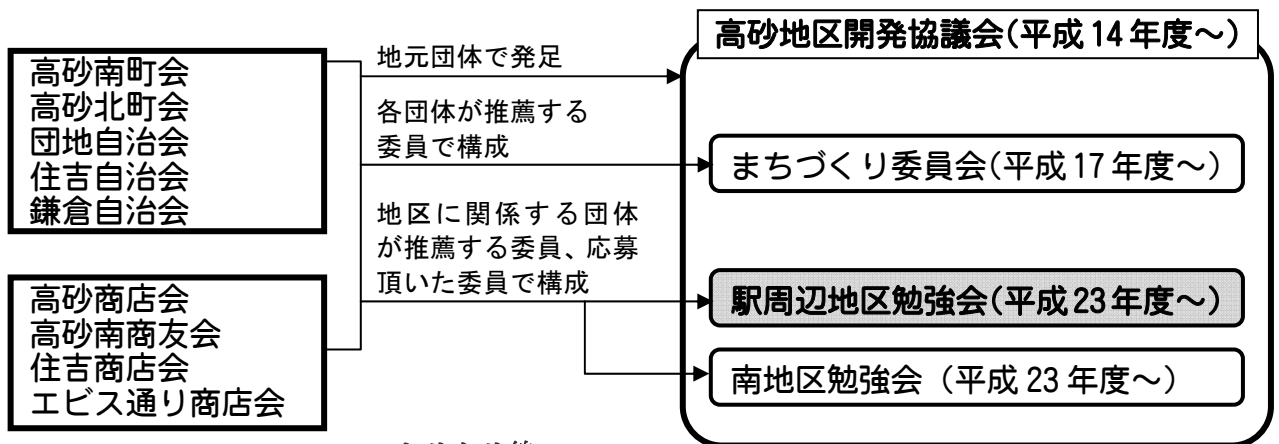 高砂南町会
高砂北町会
団地自治会
住吉自治会
鎌倉自治会
高砂商店会
高砂南商友会
住吉商店会
エビス通り商店会
地元団体で発足
各団体が推薦する
委員で構成
地区に関係する団体
が推薦する委員、応募
頂いた委員で構成
高砂地区開発協議会(平成14年度～)
まちづくり委員会(平成17年度～)
駅周辺地区勉強会(平成23年度～)
南地区勉強会（平成23年度～）